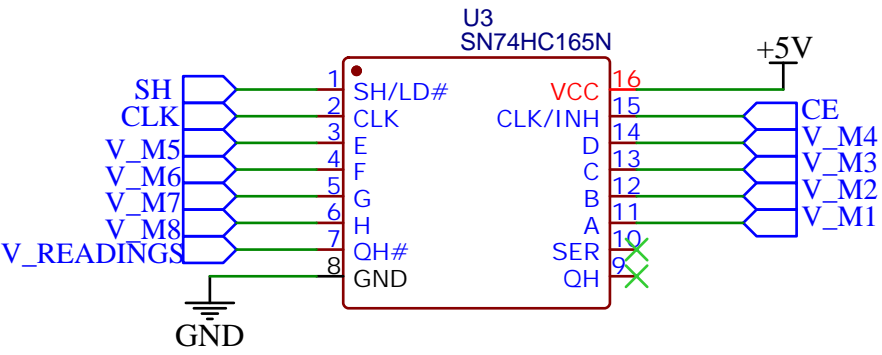 U3
SN74HC165N
+5V
SH 1 SH/LD# VCC 16
CLK 2 CLK CLK/INH 15 CE
V_M5 3 E D 14 V_M4
V_M6 4 F C 13 V_M3
V_M7 5 G B 12 V_M2
V_M8 6 H A 11 V_M1
V_READINGS 7 QH# SER 10
8 GND QH 9
GND